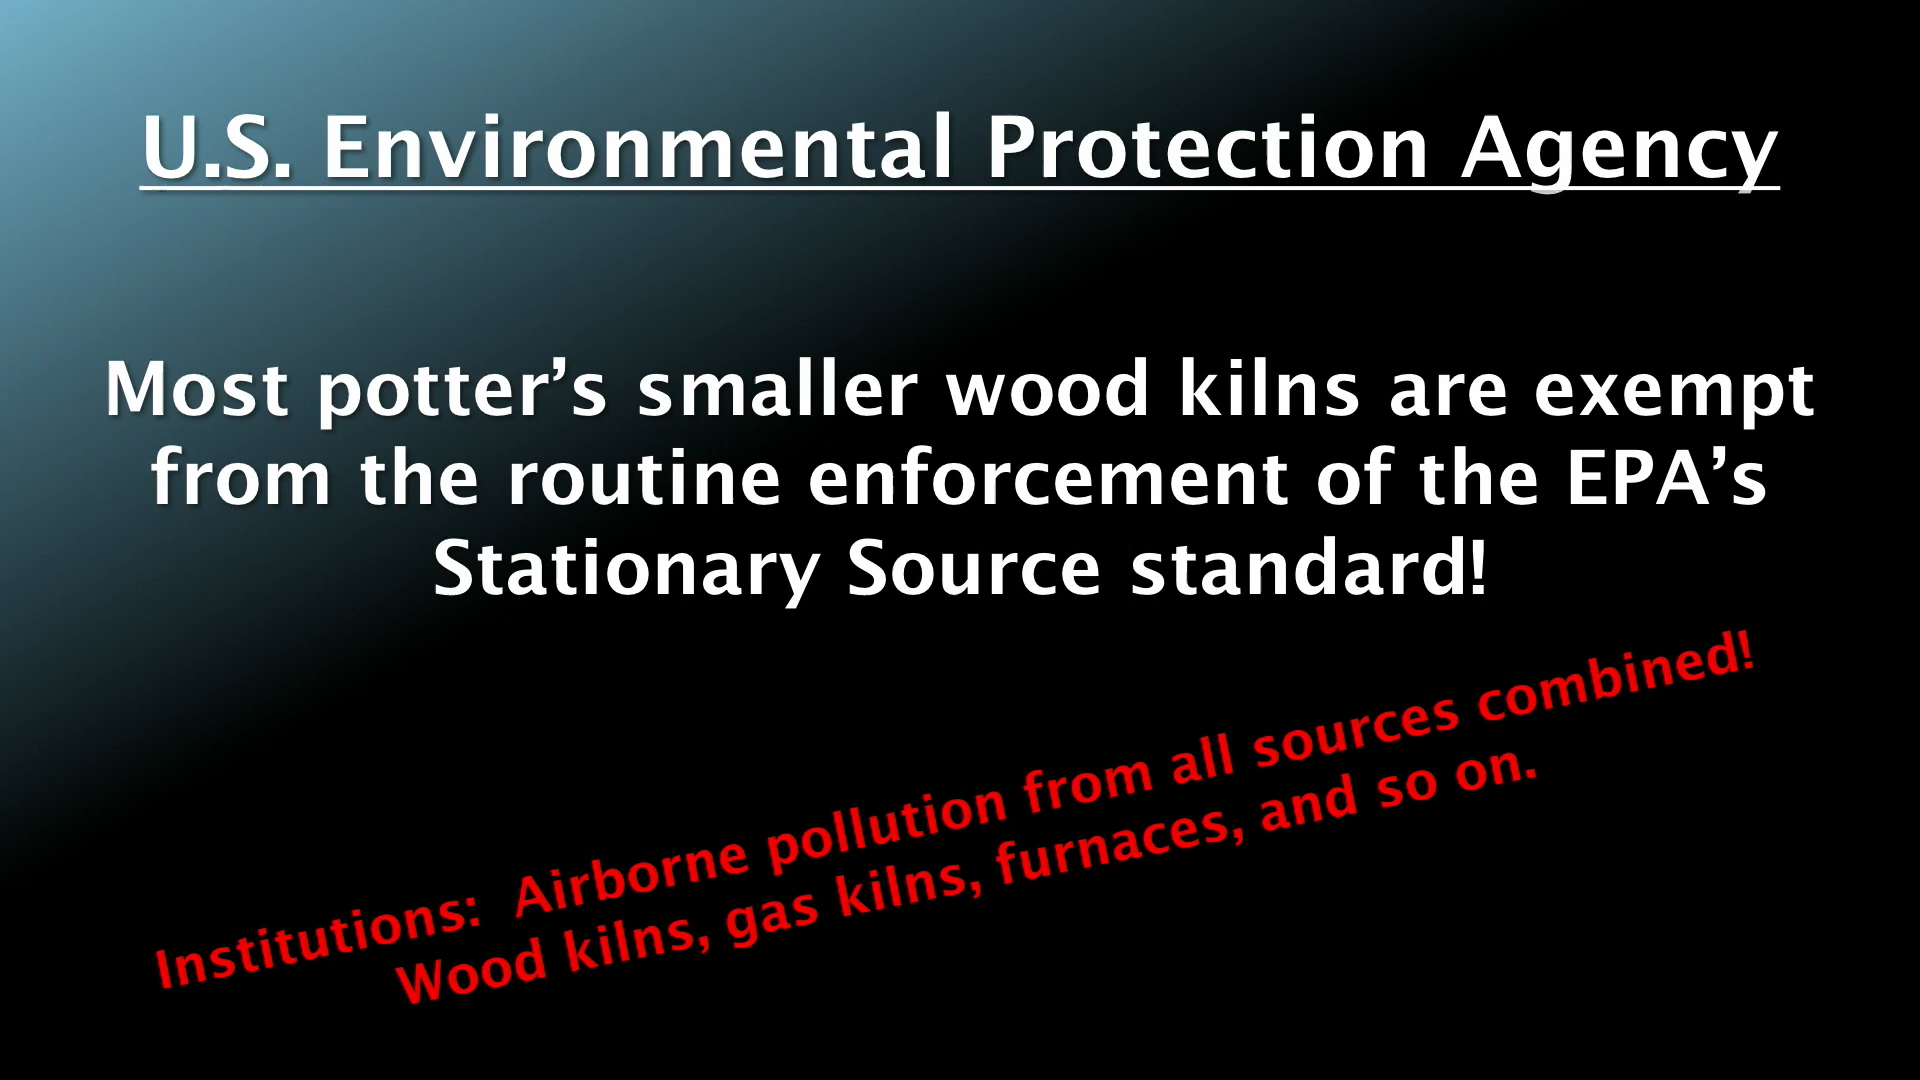 U.S. Environmental Protection Agency
Most potter’s smaller wood kilns are exempt
from the routine enforcement of the EPA’s
Stationary Source standard!
Institutions:  Airborne pollution from all sources combined!
Wood kilns, gas kilns, furnaces, and so on.